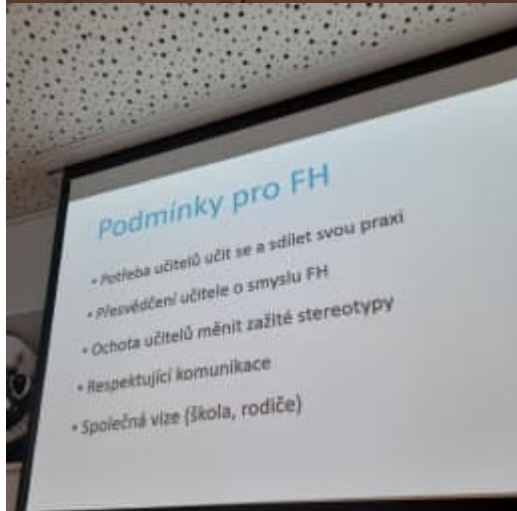 Podmínky pro FH
• Potřeba učitelů učit se a sdílet svou praxi
• Přesvědčení učitele o smyslu FH
• Ochota učitelů měnit zažité stereotypy
• Respektující komunikace
• Společná vize (škola, rodiče)